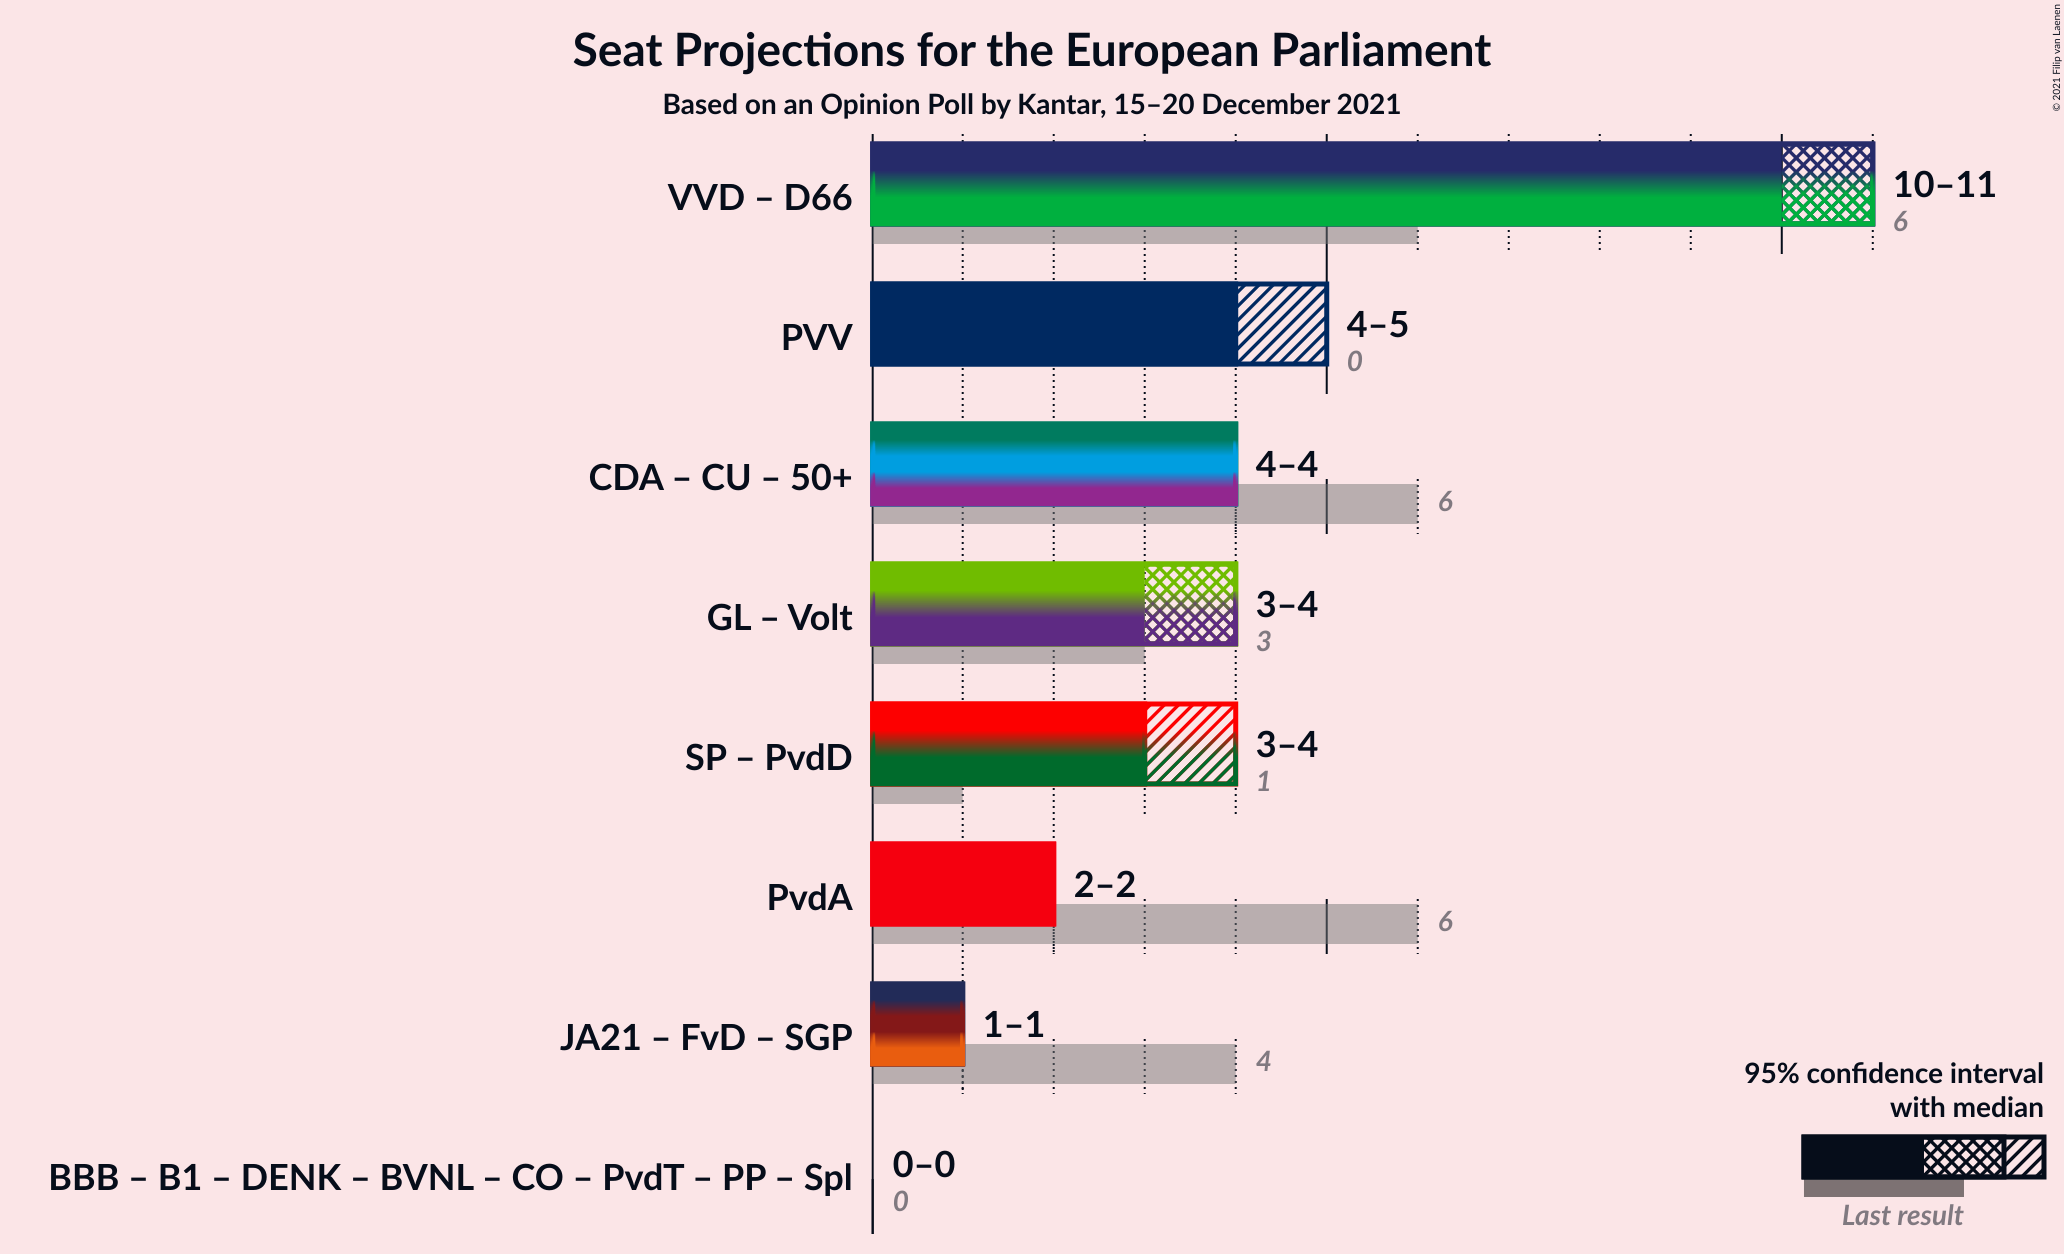 Seat Projections for the European Parliament
Based on an Opinion Poll by Kantar, 15–20 December 2021
© 2021 Filip van Laenen
VVD – D66
10–11
6
PVV
4–5
0
CDA – CU – 50+
4–4
6
GL – Volt
3–4
3
SP – PvdD
3–4
1
PvdA
2–2
6
JA21 – FvD – SGP
1–1
4
BBB – B1 – DENK – BVNL – CO – PvdT – PP – Spl
0–0
0
95% confidence interval
with median
Last result